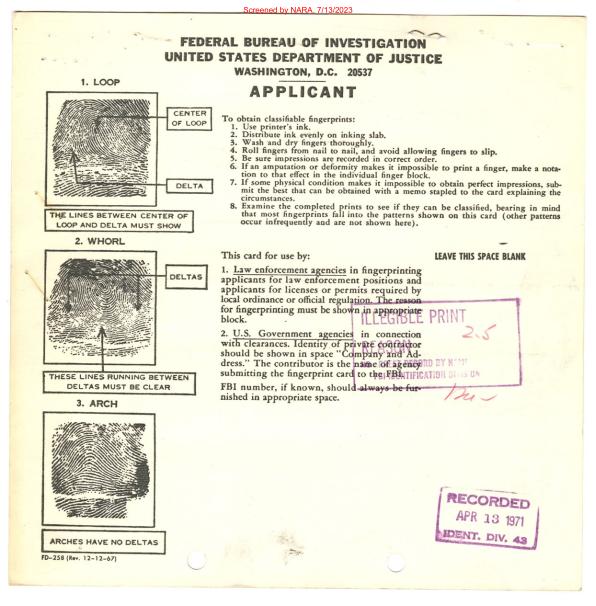 Screened by NARA, 7/13/2023
FEDERAL BUREAU OF INVESTIGATION
UNITED STATES DEPARTMENT OF JUSTICE
WASHINGTON, D.C. 20537
APPLICANT
1. LOOP
CENTER
OF LOOP
DELTA
THE LINES BETWEEN CENTER OF
LOOP AND DELTA MUST SHOW
To obtain classifiable fingerprints:
1. Use printer's ink.
2. Distribute ink evenly on inking slab.
3. Wash and dry fingers thoroughly.
4. Roll fingers from nail to nail, and avoid allowing fingers to slip.
5. Be sure impressions are recorded in correct order.
6. If an amputation or deformity makes it impossible to print a finger, make a nota-
tion to that effect in the individual finger block.
7. If some physical condition makes it impossible to obtain perfect impressions, sub-
mit the best that can be obtained with a memo stapled to the card explaining the
circumstances.
8. Examine the completed prints to see if they can be classified, bearing in mind
that most fingerprints fall into the patterns shown on this card (other patterns
occur infrequently and are not shown here).
2. WHORL
DELTAS
THESE LINES RUNNING BETWEEN
DELTAS MUST BE CLEAR
This card for use by:
1. Law enforcement agencies in fingerprinting
applicants for law enforcement positions and
applicants for licenses or permits required by
local ordinance or official regulation. The reason
for fingerprinting must be shown in appropriate
block.
2. U.S. Government agencies in connection
with clearances. Identity of private contractor
should be shown in space "Company and Ad-
dress." The contributor is the name of agency
submitting the fingerprint card to the FBI.
FBI number, if known, should always be fur-
nished in appropriate space.
LEAVE THIS SPACE BLANK
ILLEGIBLE PRINT
2.5
RECORD BY
IDENTIFICATION DIVISION
3. ARCH
ARCHES HAVE NO DELTAS
FD-258 (Rev. 12-12-67)
RECORDED
APR 13 1971
IDENT. DIV. 43